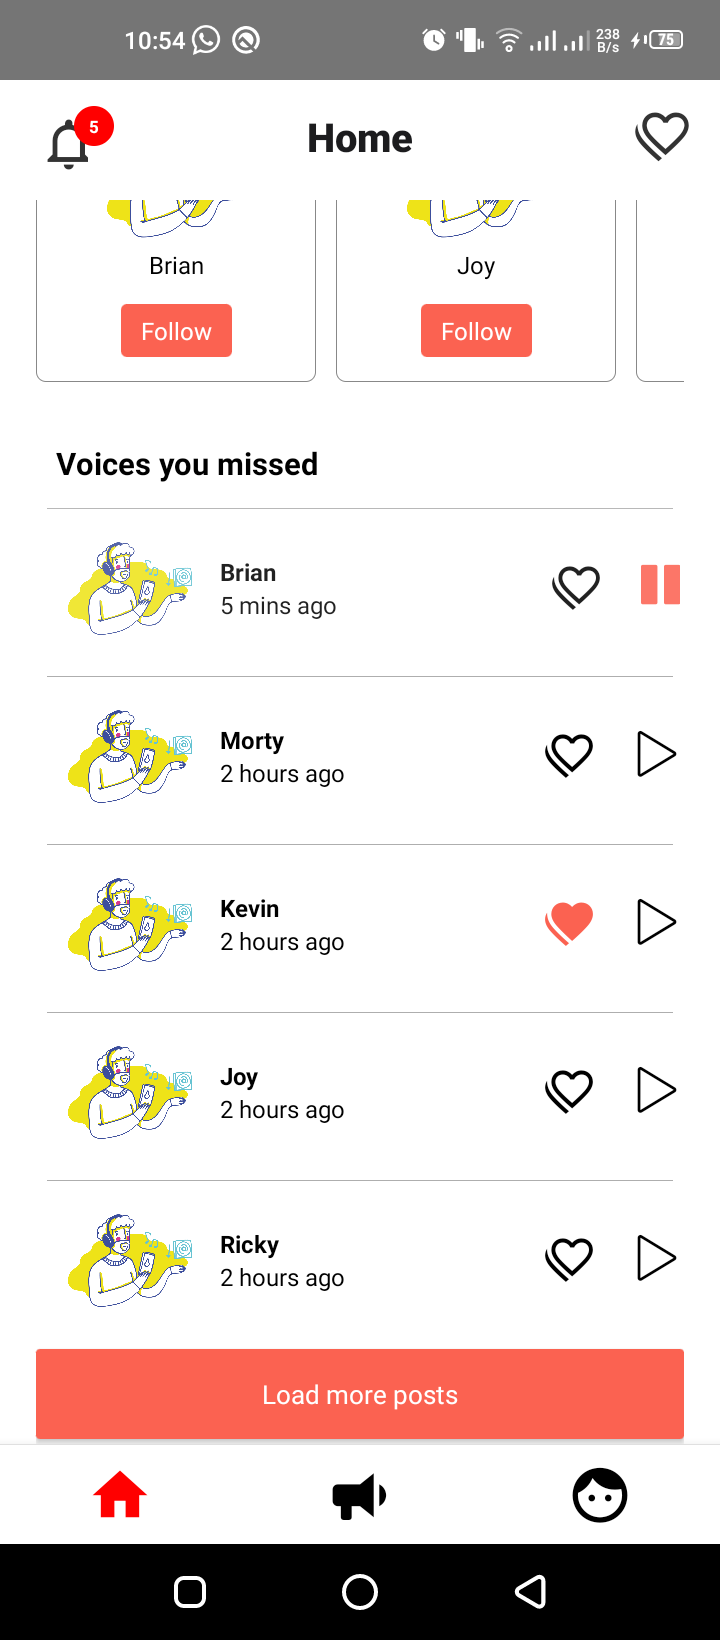 10:54
238
B/s
75
5
Home
Brian
Joy
Follow
Follow
Voices you missed
Brian
5 mins ago
Morty
2 hours ago
Kevin
2 hours ago
Joy
2 hours ago
Ricky
2 hours ago
Load more posts